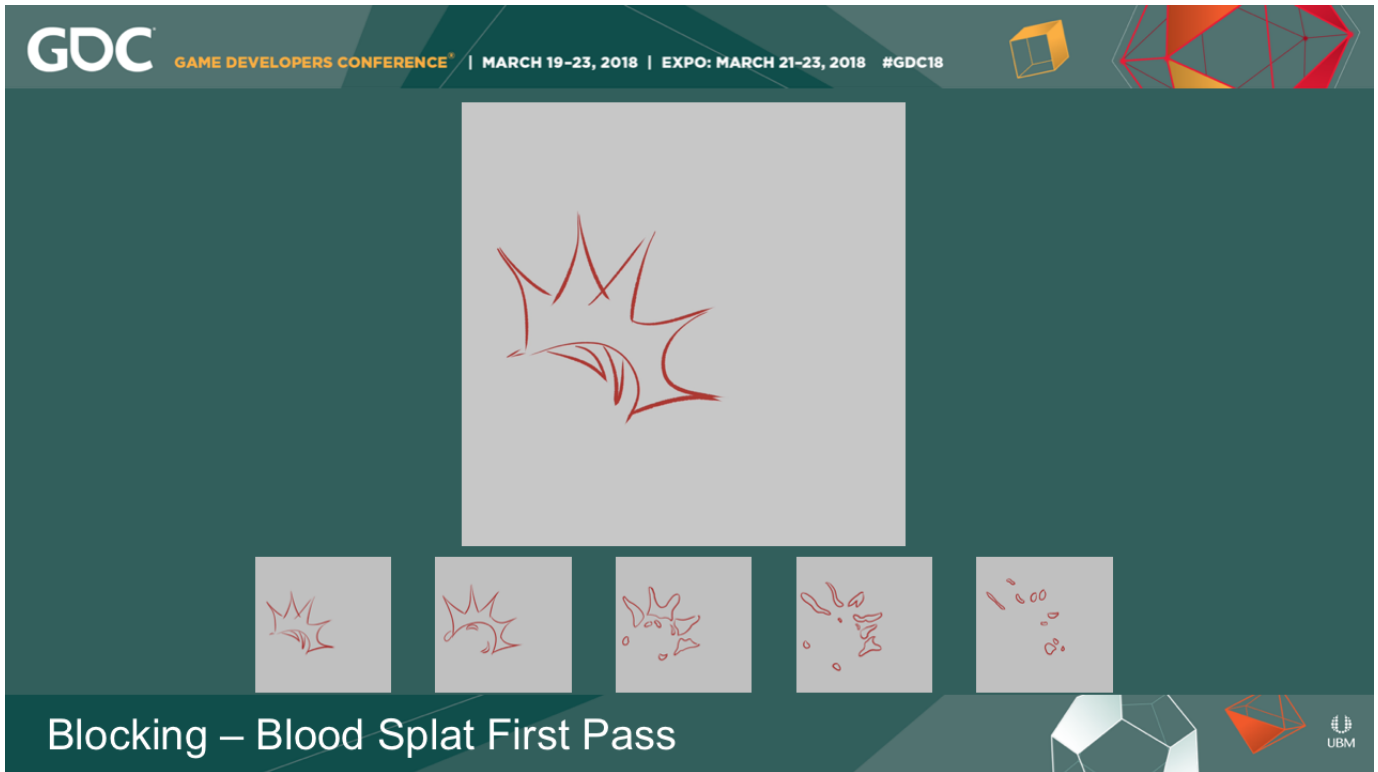 GDC
GAME DEVELOPERS CONFERENCE® | MARCH 19–23, 2018 | EXPO: MARCH 21–23, 2018 #GDC18
Blocking – Blood Splat First Pass
UBM